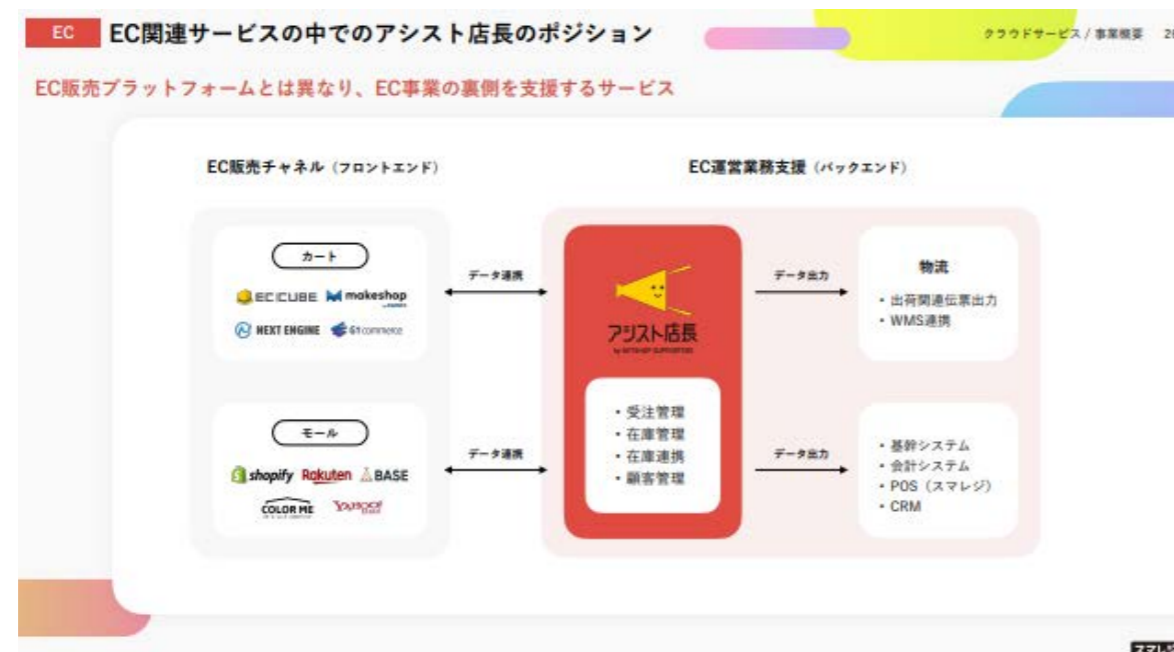 EC EC関連サービスの中でのアシスト店長のポジション
クラウドサービス / 事業概要
EC販売プラットフォームとは異なり、EC事業の裏側を支援するサービス
EC販売チャネル（フロントエンド）
EC運営業務支援（バックエンド）
カート
EC CUBE makeshop
NEXT ENGINE
データ連携
アシスト店長
データ出力
物流
・出荷関連伝票出力
・WMS連携
モール
shopify Rakuten BASE
COLOR ME YAHOO!
データ連携
・受注管理
・在庫管理
・在庫連携
・顧客管理
データ出力
・基幹システム
・会計システム
・POS（スマレジ）
・CRM